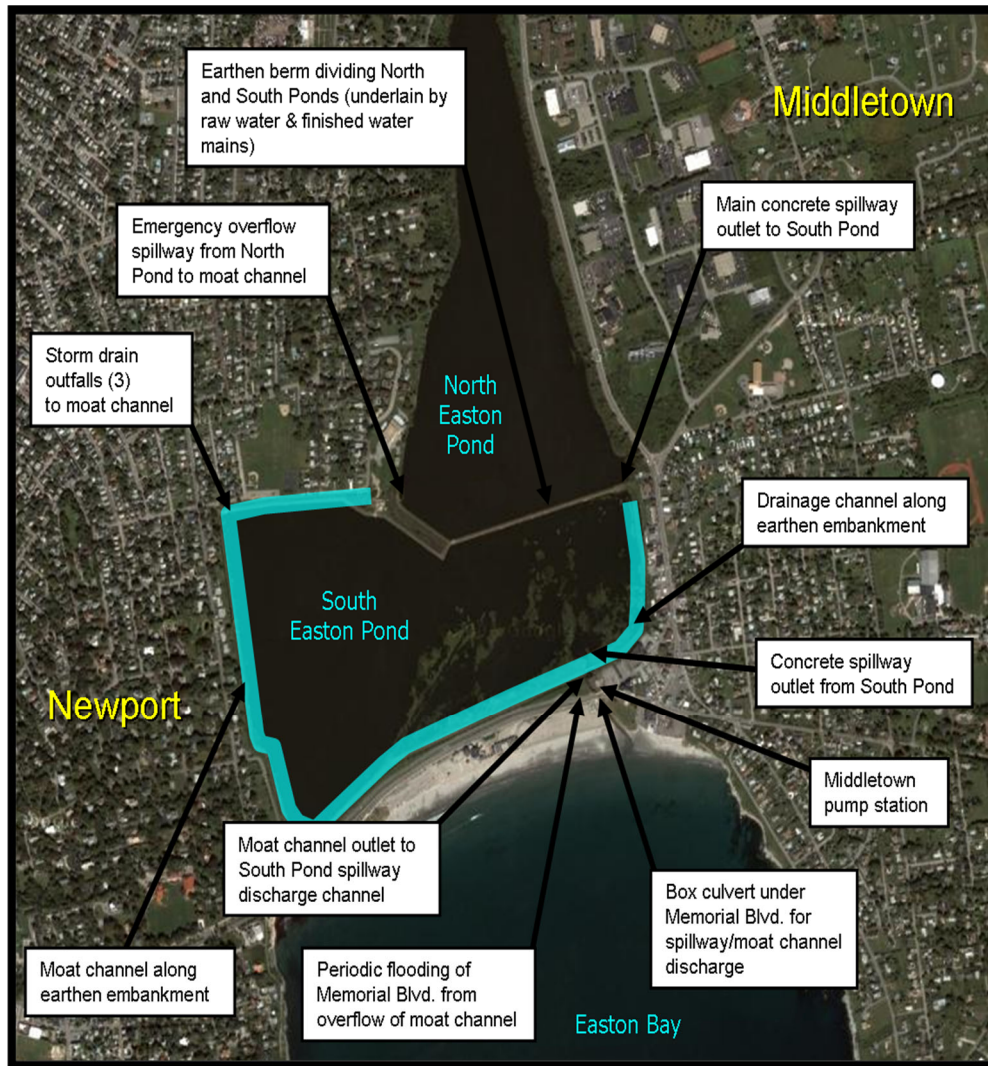 Earthen berm dividing North
and South Ponds (underlain by
raw water & finished water
mains)
Middletown
Emergency overflow
spillway from North
Pond to moat channel
Main concrete spillway
outlet to South Pond
Storm drain
outfalls (3)
to moat channel
North
Easton
Pond
Drainage channel along
earthen embankment
South
Easton Pond
Newport
Concrete spillway
outlet from South Pond
Middletown
pump station
Moat channel outlet to
South Pond spillway
discharge channel
Box culvert under
Memorial Blvd. for
spillway/moat channel
discharge
Moat channel along
earthen embankment
Periodic flooding of
Memorial Blvd. from
overflow of moat channel
Easton Bay